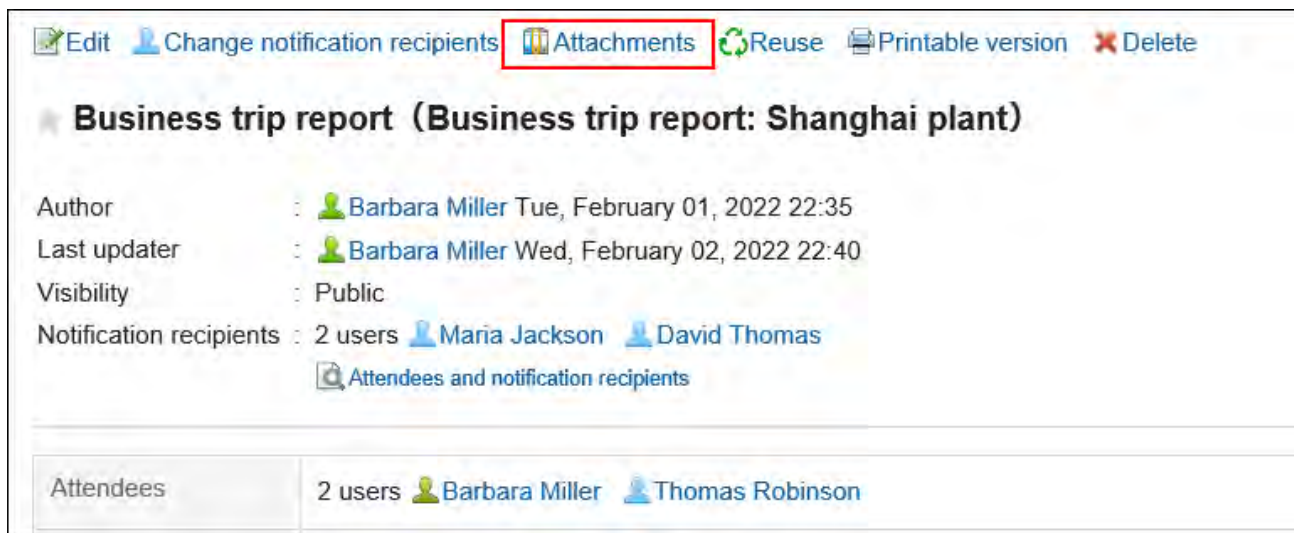 Edit Change notification recipients Attachments Reuse Printable version Delete
Business trip report（Business trip report: Shanghai plant）
Author : Barbara Miller Tue, February 01, 2022 22:35
Last updater : Barbara Miller Wed, February 02, 2022 22:40
Visibility : Public
Notification recipients : 2 users Maria Jackson David Thomas
Attendees and notification recipients
Attendees 2 users Barbara Miller Thomas Robinson